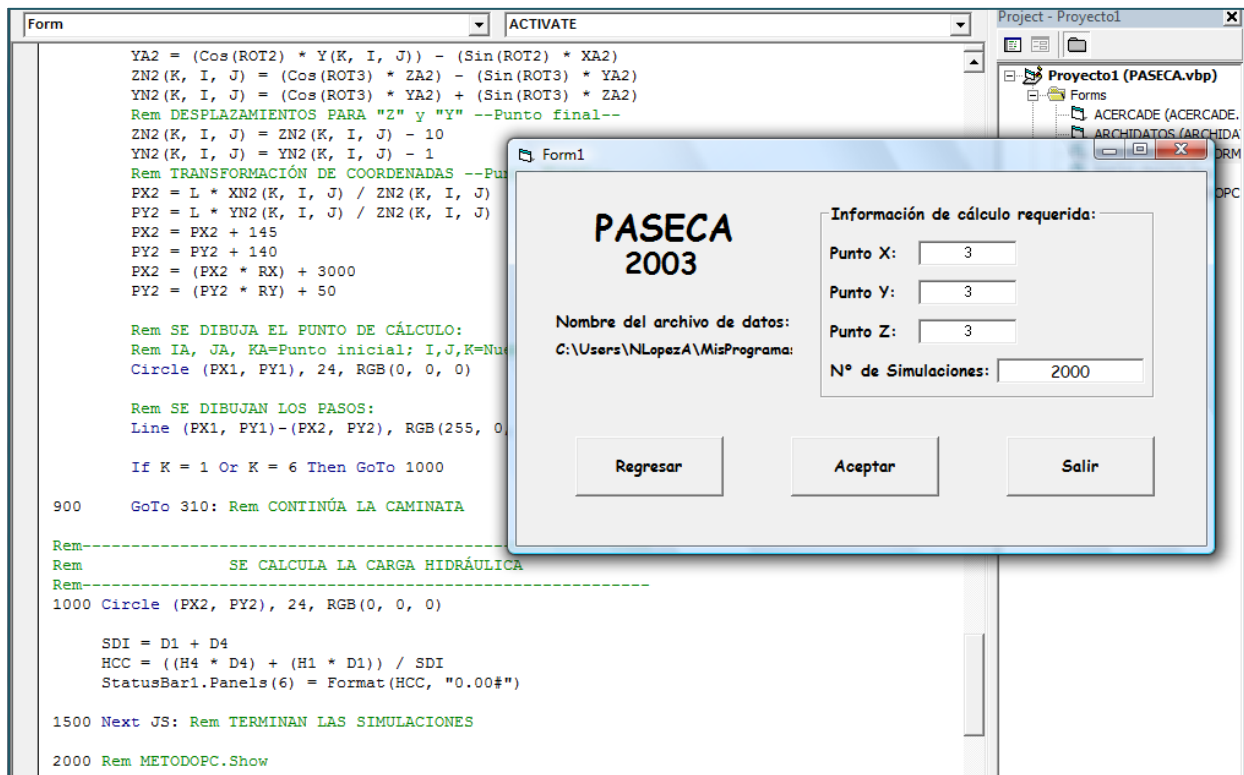 Form
ACTIVATE
Project - Proyecto1
YA2 = (Cos(ROT2) * Y(K, I, J)) - (Sin(ROT2) * XA2)
ZN2(K, I, J) = (Cos(ROT3) * ZA2) - (Sin(ROT3) * YA2)
YN2(K, I, J) = (Cos(ROT3) * YA2) + (Sin(ROT3) * ZA2)
Rem DESPLAZAMIENTOS PARA "Z" y "Y" --Punto final--
ZN2(K, I, J) = ZN2(K, I, J) - 10
YN2(K, I, J) = YN2(K, I, J) - 1
Rem TRANSFORMACIÓN DE COORDENADAS --Pu
PX2 = L * XN2(K, I, J) / ZN2(K, I, J)
PY2 = L * YN2(K, I, J) / ZN2(K, I, J)
PX2 = PX2 + 145
PY2 = PY2 + 140
PX2 = (PX2 * RX) + 3000
PY2 = (PY2 * RY) + 50
Rem SE DIBUJA EL PUNTO DE CÁLCULO:
Rem IA, JA, KA=Punto inicial; I,J,K=Nue
Circle (PX1, PY1), 24, RGB(0, 0, 0)
Rem SE DIBUJAN LOS PASOS:
Line (PX1, PY1)-(PX2, PY2), RGB(255, 0,
If K = 1 Or K = 6 Then GoTo 1000
900 GoTo 310: Rem CONTINÚA LA CAMINATA
Rem------------------------------------------------
Rem SE CALCULA LA CARGA HIDRÁULICA
Rem----------------------------------------------------------
1000 Circle (PX2, PY2), 24, RGB(0, 0, 0)
SDI = D1 + D4
HCC = ((H4 * D4) + (H1 * D1)) / SDI
StatusBar1.Panels(6) = Format(HCC, "0.00#")
1500 Next JS: Rem TERMINAN LAS SIMULACIONES
2000 Rem METODOPC.Show
Proyecto1 (PASECA.vbp)
Forms
ACERCADE (ACERCADE.
ARCHIDATOS (ARCHIDA
ORM
OPC
Form1
PASECA
2003
Nombre del archivo de datos:
C:\Users\NLopezA\MisPrograma
Información de cálculo requerida:
Punto X: 3
Punto Y: 3
Punto Z: 3
Nº de Simulaciones: 2000
Regresar
Aceptar
Salir